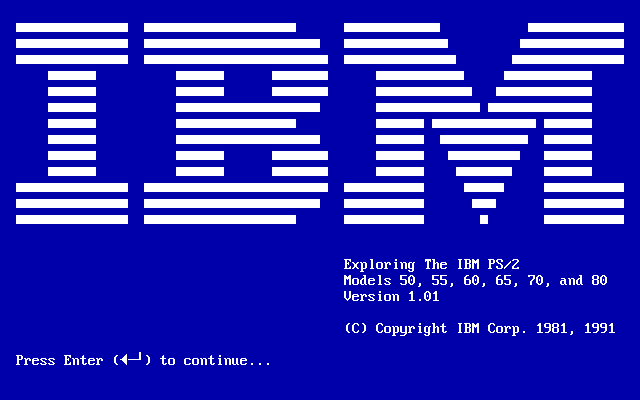 IBM
Exploring The IBM PS/2
Models 50, 55, 60, 65, 70, and 80
Version 1.01
(C) Copyright IBM Corp. 1981, 1991
Press Enter (◄─┘) to continue...